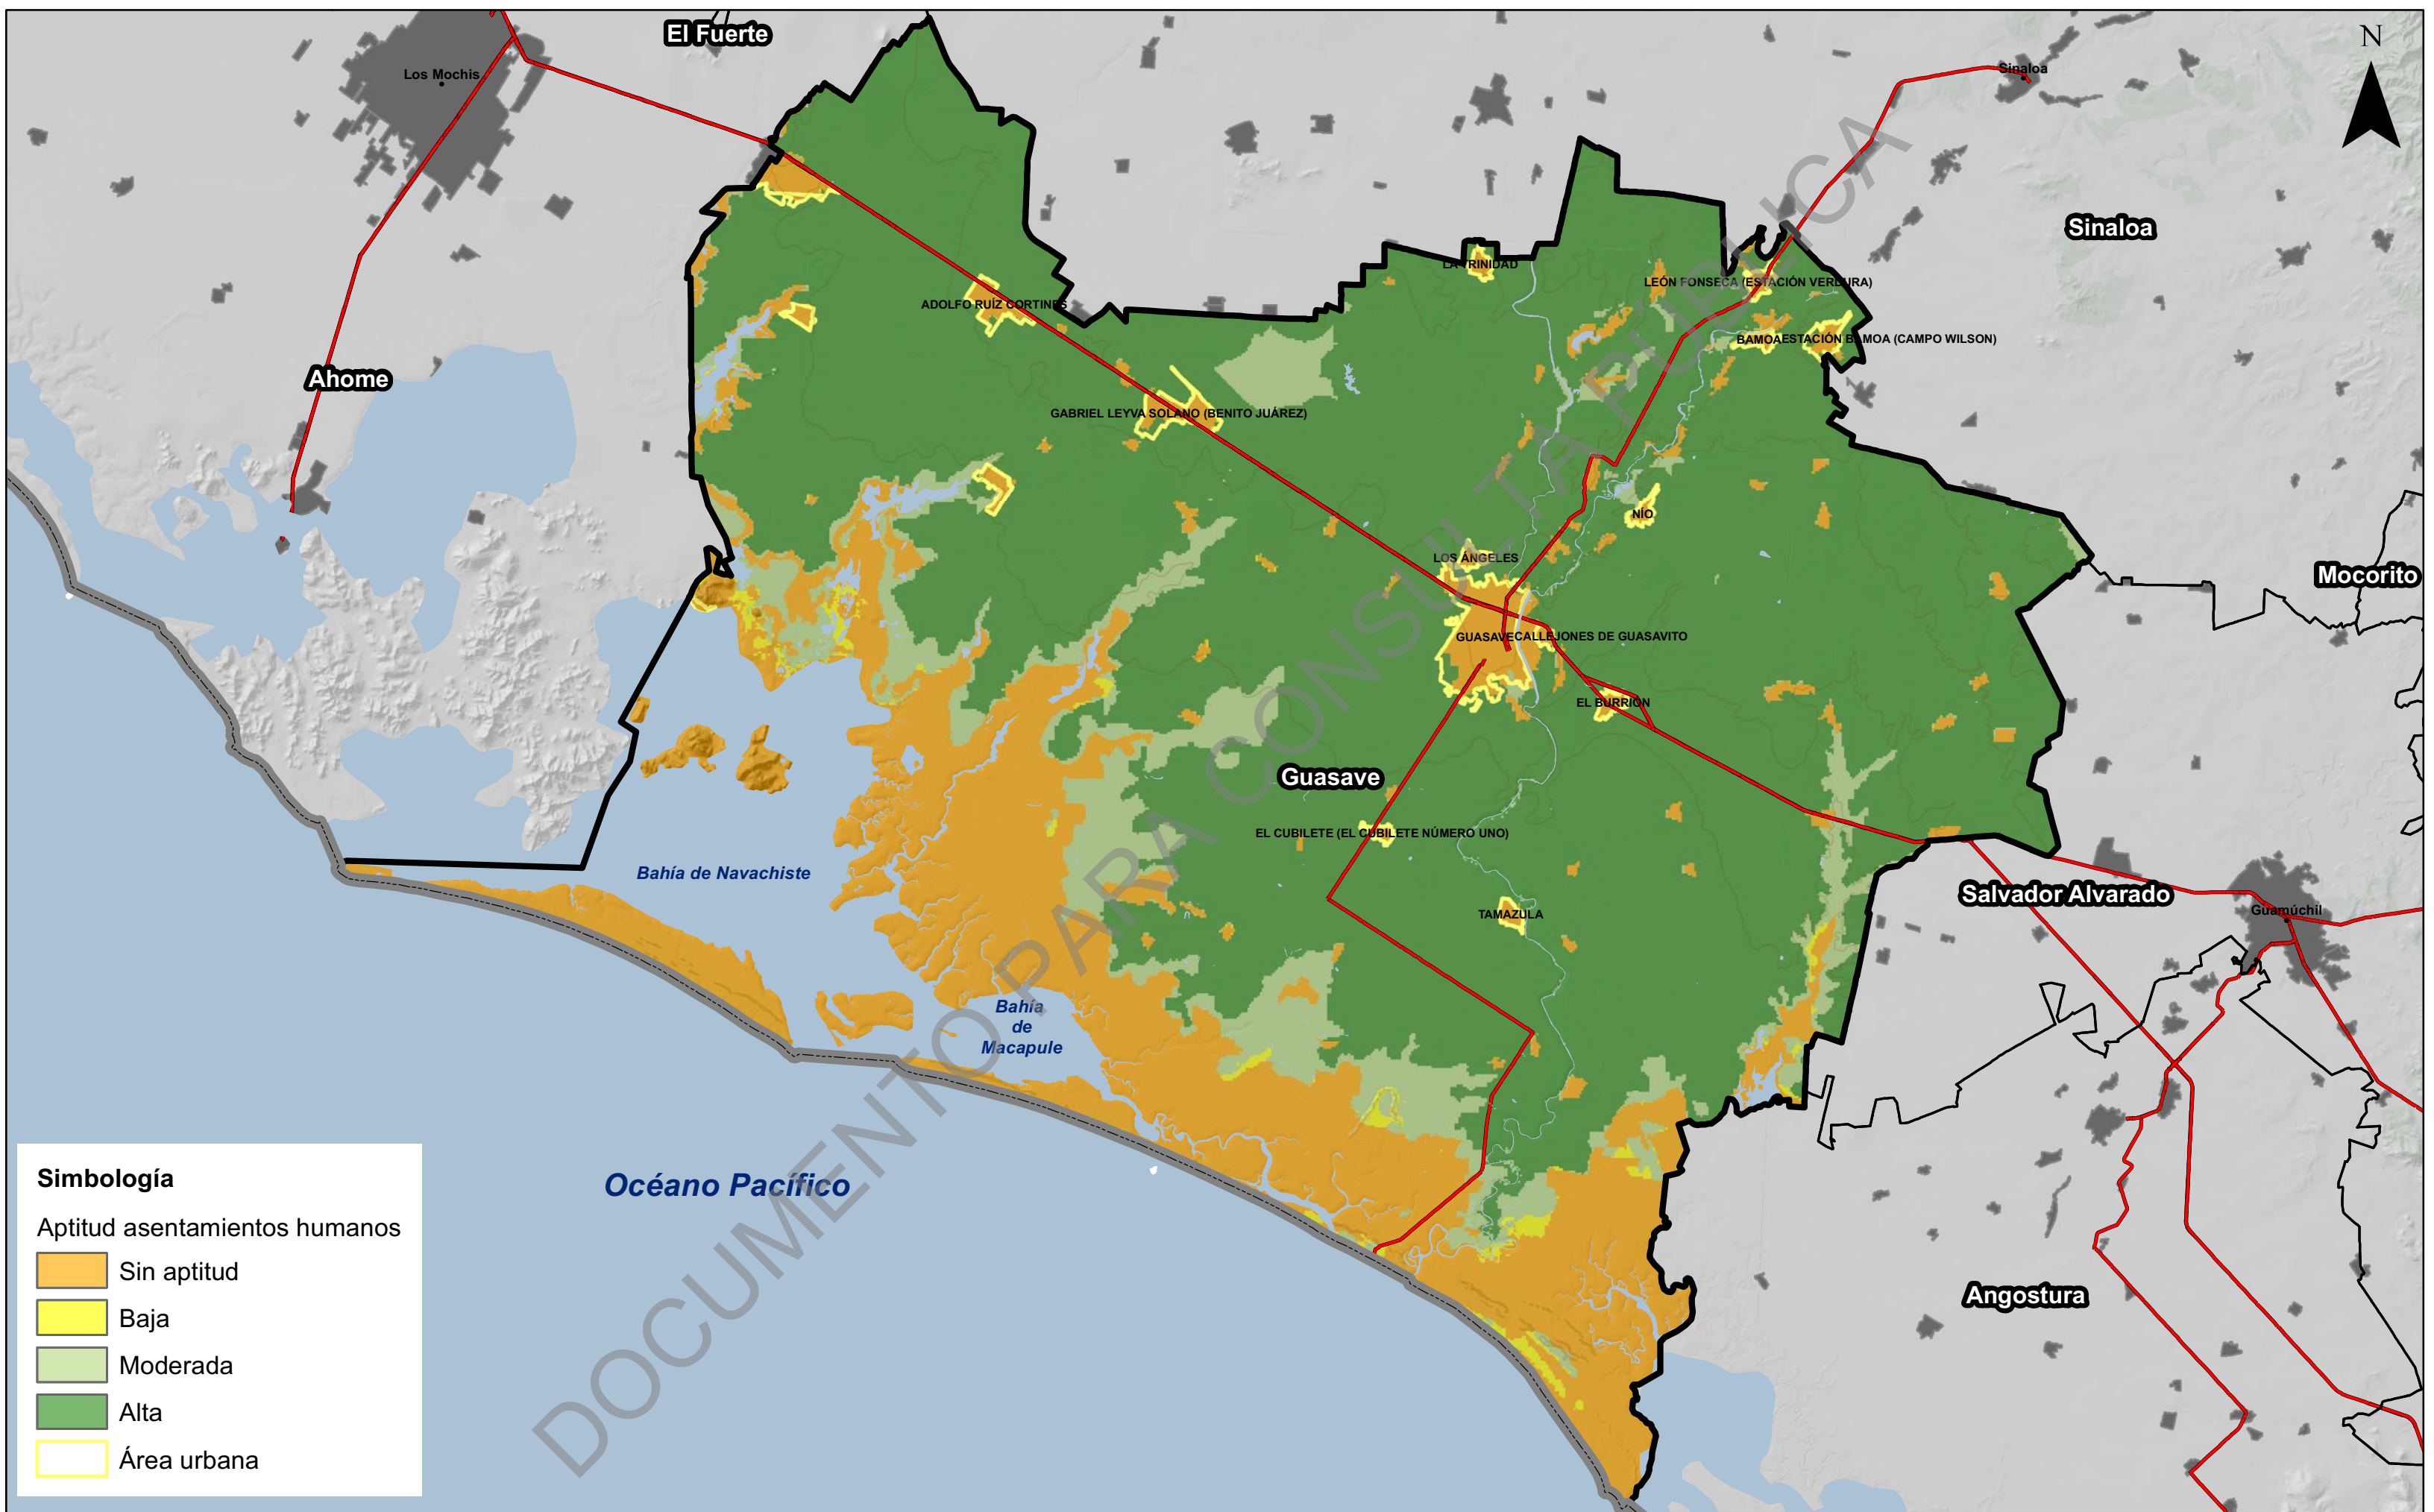 El Fuerte
N
Los Mochis
Sinaloa
Sinaloa
LA TRINIDAD
LEÓN FONSECA (ESTACIÓN VERDURA)
ADOLFO RUÍZ CORTINES
BAMOA
ESTACIÓN BAMOA (CAMPO WILSON)
Ahome
GABRIEL LEYVA SOLANO (BENITO JUÁREZ)
NÍO
LOS ÁNGELES
Mocorito
GUASAVE
CALLEJONES DE GUASAVITO
EL BURRIÓN
Guasave
EL CUBILETE (EL CUBILETE NÚMERO UNO)
Bahía de Navachiste
Salvador Alvarado
Guamúchil
TAMAZULA
Bahía
de
Macapule
Océano Pacífico
Angostura
DOCUMENTO PARA CONSULTA PUBLICA
Simbología
Aptitud asentamientos humanos
Sin aptitud
Baja
Moderada
Alta
Área urbana